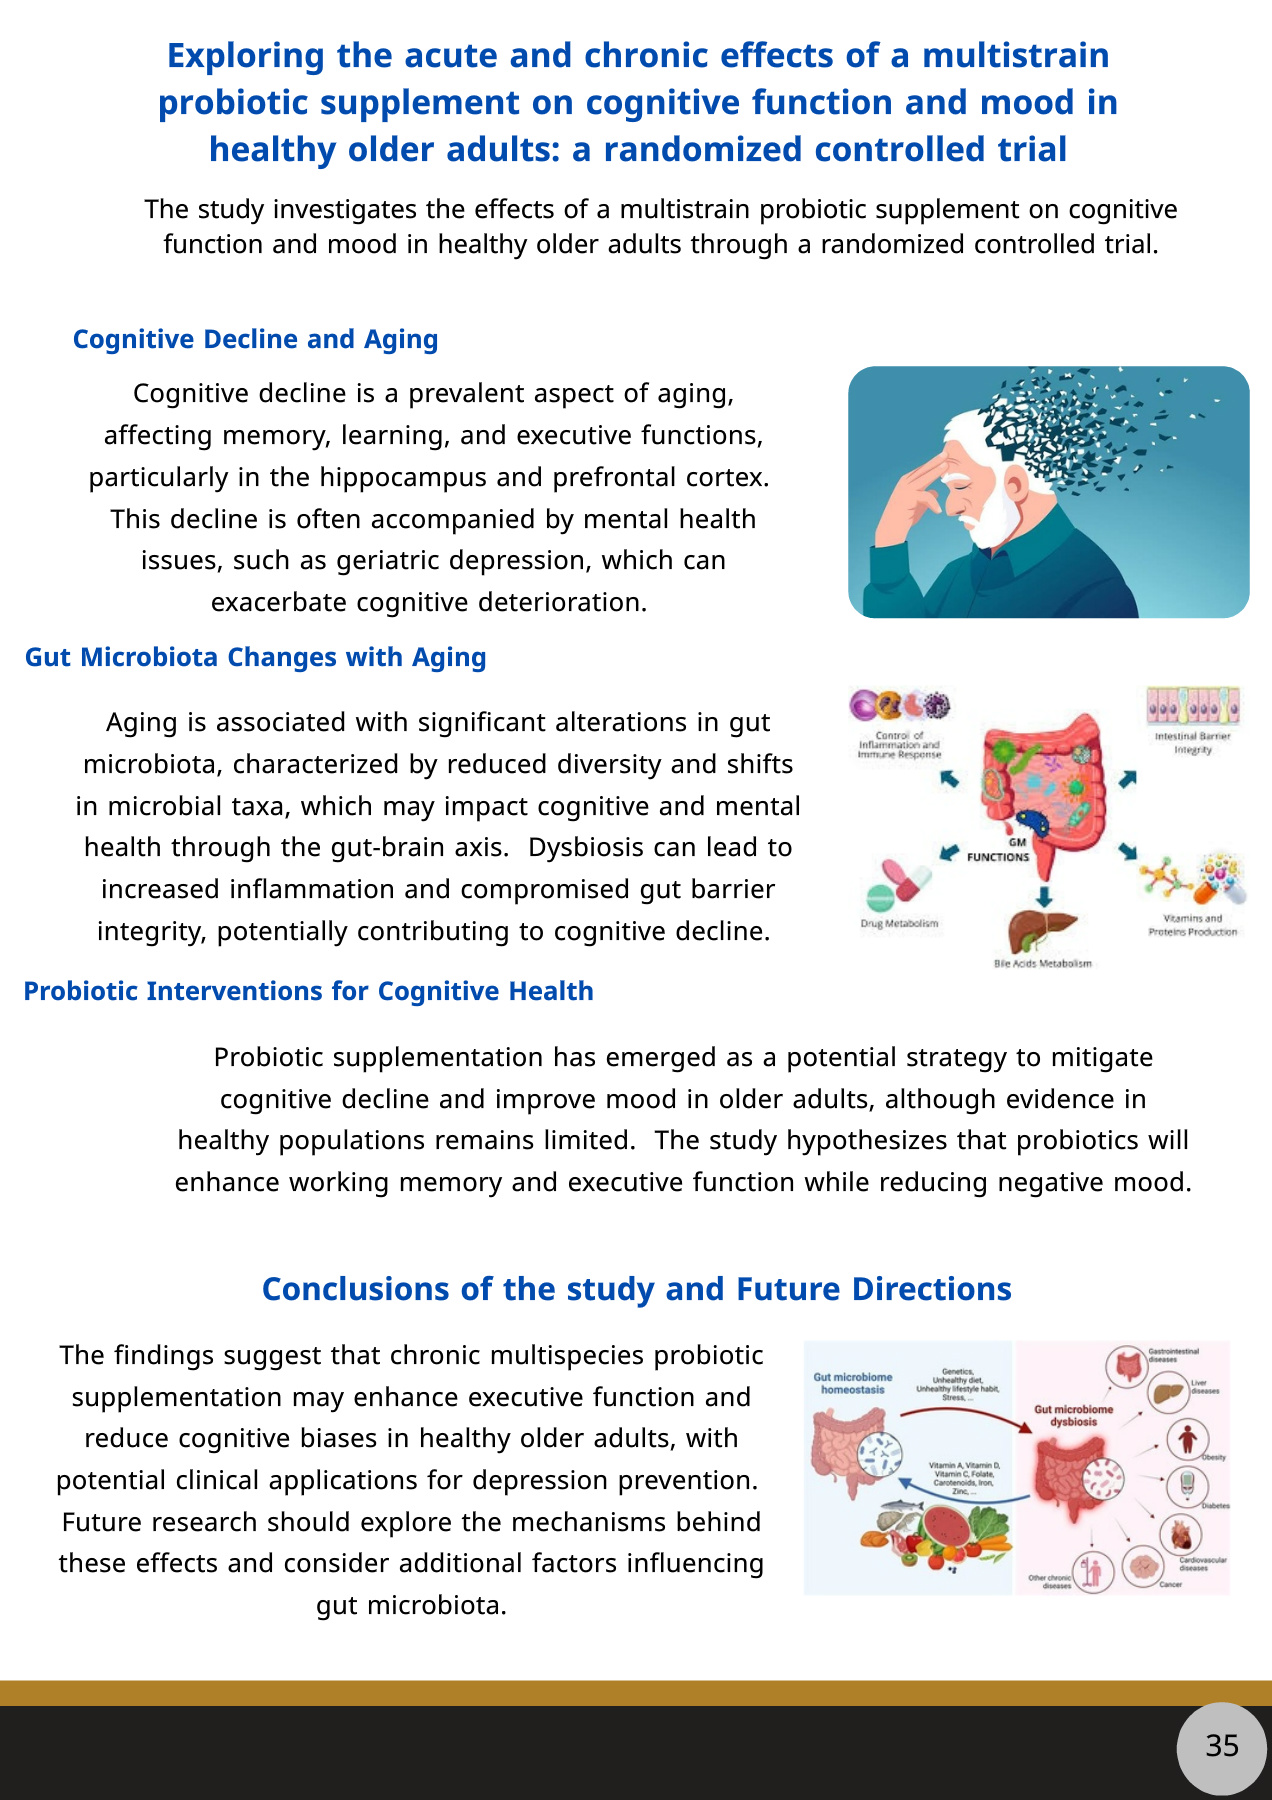 Exploring the acute and chronic effects of a multistrain
probiotic supplement on cognitive function and mood in
healthy older adults: a randomized controlled trial
The study investigates the effects of a multistrain probiotic supplement on cognitive
function and mood in healthy older adults through a randomized controlled trial.
Cognitive Decline and Aging
Cognitive decline is a prevalent aspect of aging,
affecting memory, learning, and executive functions,
particularly in the hippocampus and prefrontal cortex.
This decline is often accompanied by mental health
issues, such as geriatric depression, which can
exacerbate cognitive deterioration.
Gut Microbiota Changes with Aging
Aging is associated with significant alterations in gut
microbiota, characterized by reduced diversity and shifts
in microbial taxa, which may impact cognitive and mental
health through the gut-brain axis.  Dysbiosis can lead to
increased inflammation and compromised gut barrier
integrity, potentially contributing to cognitive decline.
Control of
Inflammation and
Immune Response
Intestinal Barrier
Integrity
GM
FUNCTIONS
Drug Metabolism
Vitamins and
Proteins Production
Bile Acids Metabolism
Probiotic Interventions for Cognitive Health
Probiotic supplementation has emerged as a potential strategy to mitigate
cognitive decline and improve mood in older adults, although evidence in
healthy populations remains limited.  The study hypothesizes that probiotics will
enhance working memory and executive function while reducing negative mood.
Conclusions of the study and Future Directions
The findings suggest that chronic multispecies probiotic
supplementation may enhance executive function and
reduce cognitive biases in healthy older adults, with
potential clinical applications for depression prevention.
Future research should explore the mechanisms behind
these effects and consider additional factors influencing
gut microbiota.
Gut microbiome
homeostasis
Genetics,
Unhealthy diet,
Unhealthy lifestyle habit,
Stress, ...
Vitamin A, Vitamin D,
Vitamin C, Folate,
Carotenoids, Iron,
Zinc, ...
Gut microbiome
dysbiosis
Gastrointestinal
diseases
Liver
diseases
Obesity
Diabetes
Cardiovascular
diseases
Cancer
Other chronic
diseases
35